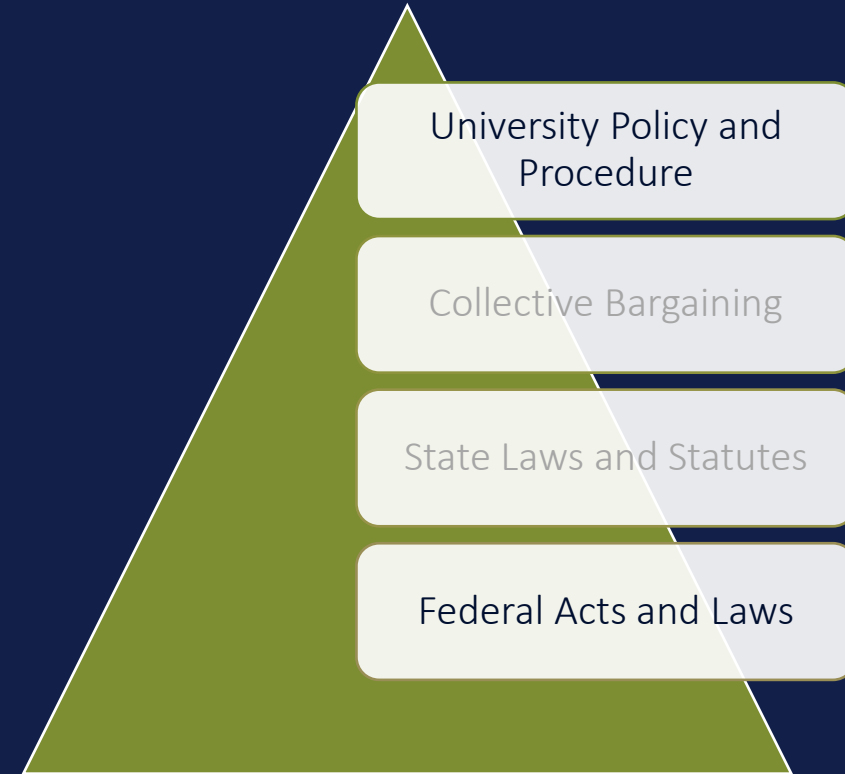 University Policy and
Procedure
Collective Bargaining
State Laws and Statutes
Federal Acts and Laws